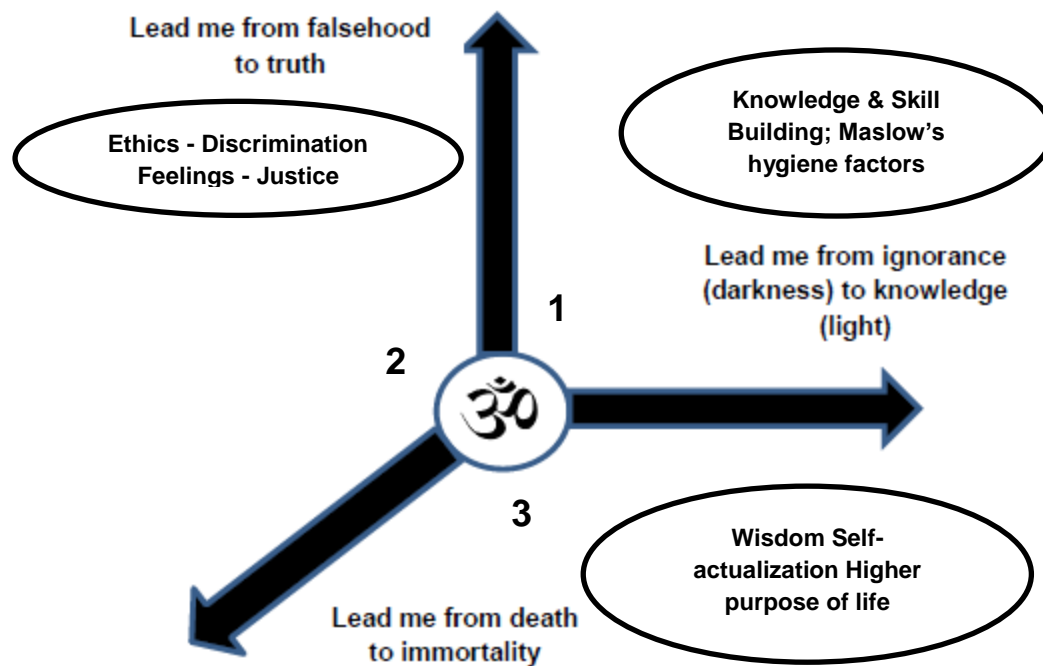 Lead me from falsehood
to truth
Ethics - Discrimination
Feelings - Justice
Knowledge & Skill
Building; Maslow’s
hygiene factors
Lead me from ignorance
(darkness) to knowledge
(light)
1
2
ॐ
3
Wisdom Self-
actualization Higher
purpose of life
Lead me from death
to immortality